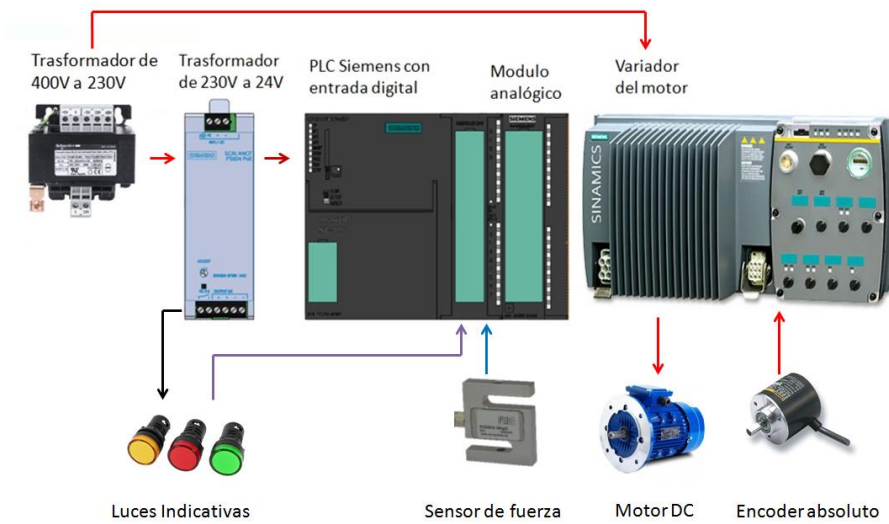 Trasformador de
400V a 230V
Trasformador
de 230V a 24V
PLC Siemens con
entrada digital
Modulo
analógico
Variador
del motor
SIEMENS
SINAMICS
Luces Indicativas
Sensor de fuerza
Motor DC
Encoder absoluto